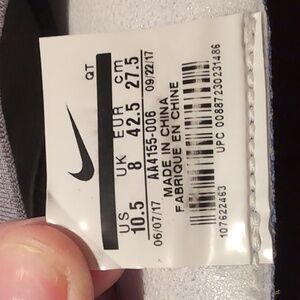 QT
US UK EUR cm
10.5 8 42.5 27.5
06/07/17 09/22/17
AA4155-006
MADE IN CHINA
FABRIQUE EN CHINE
UPC 00887230231486
107622463